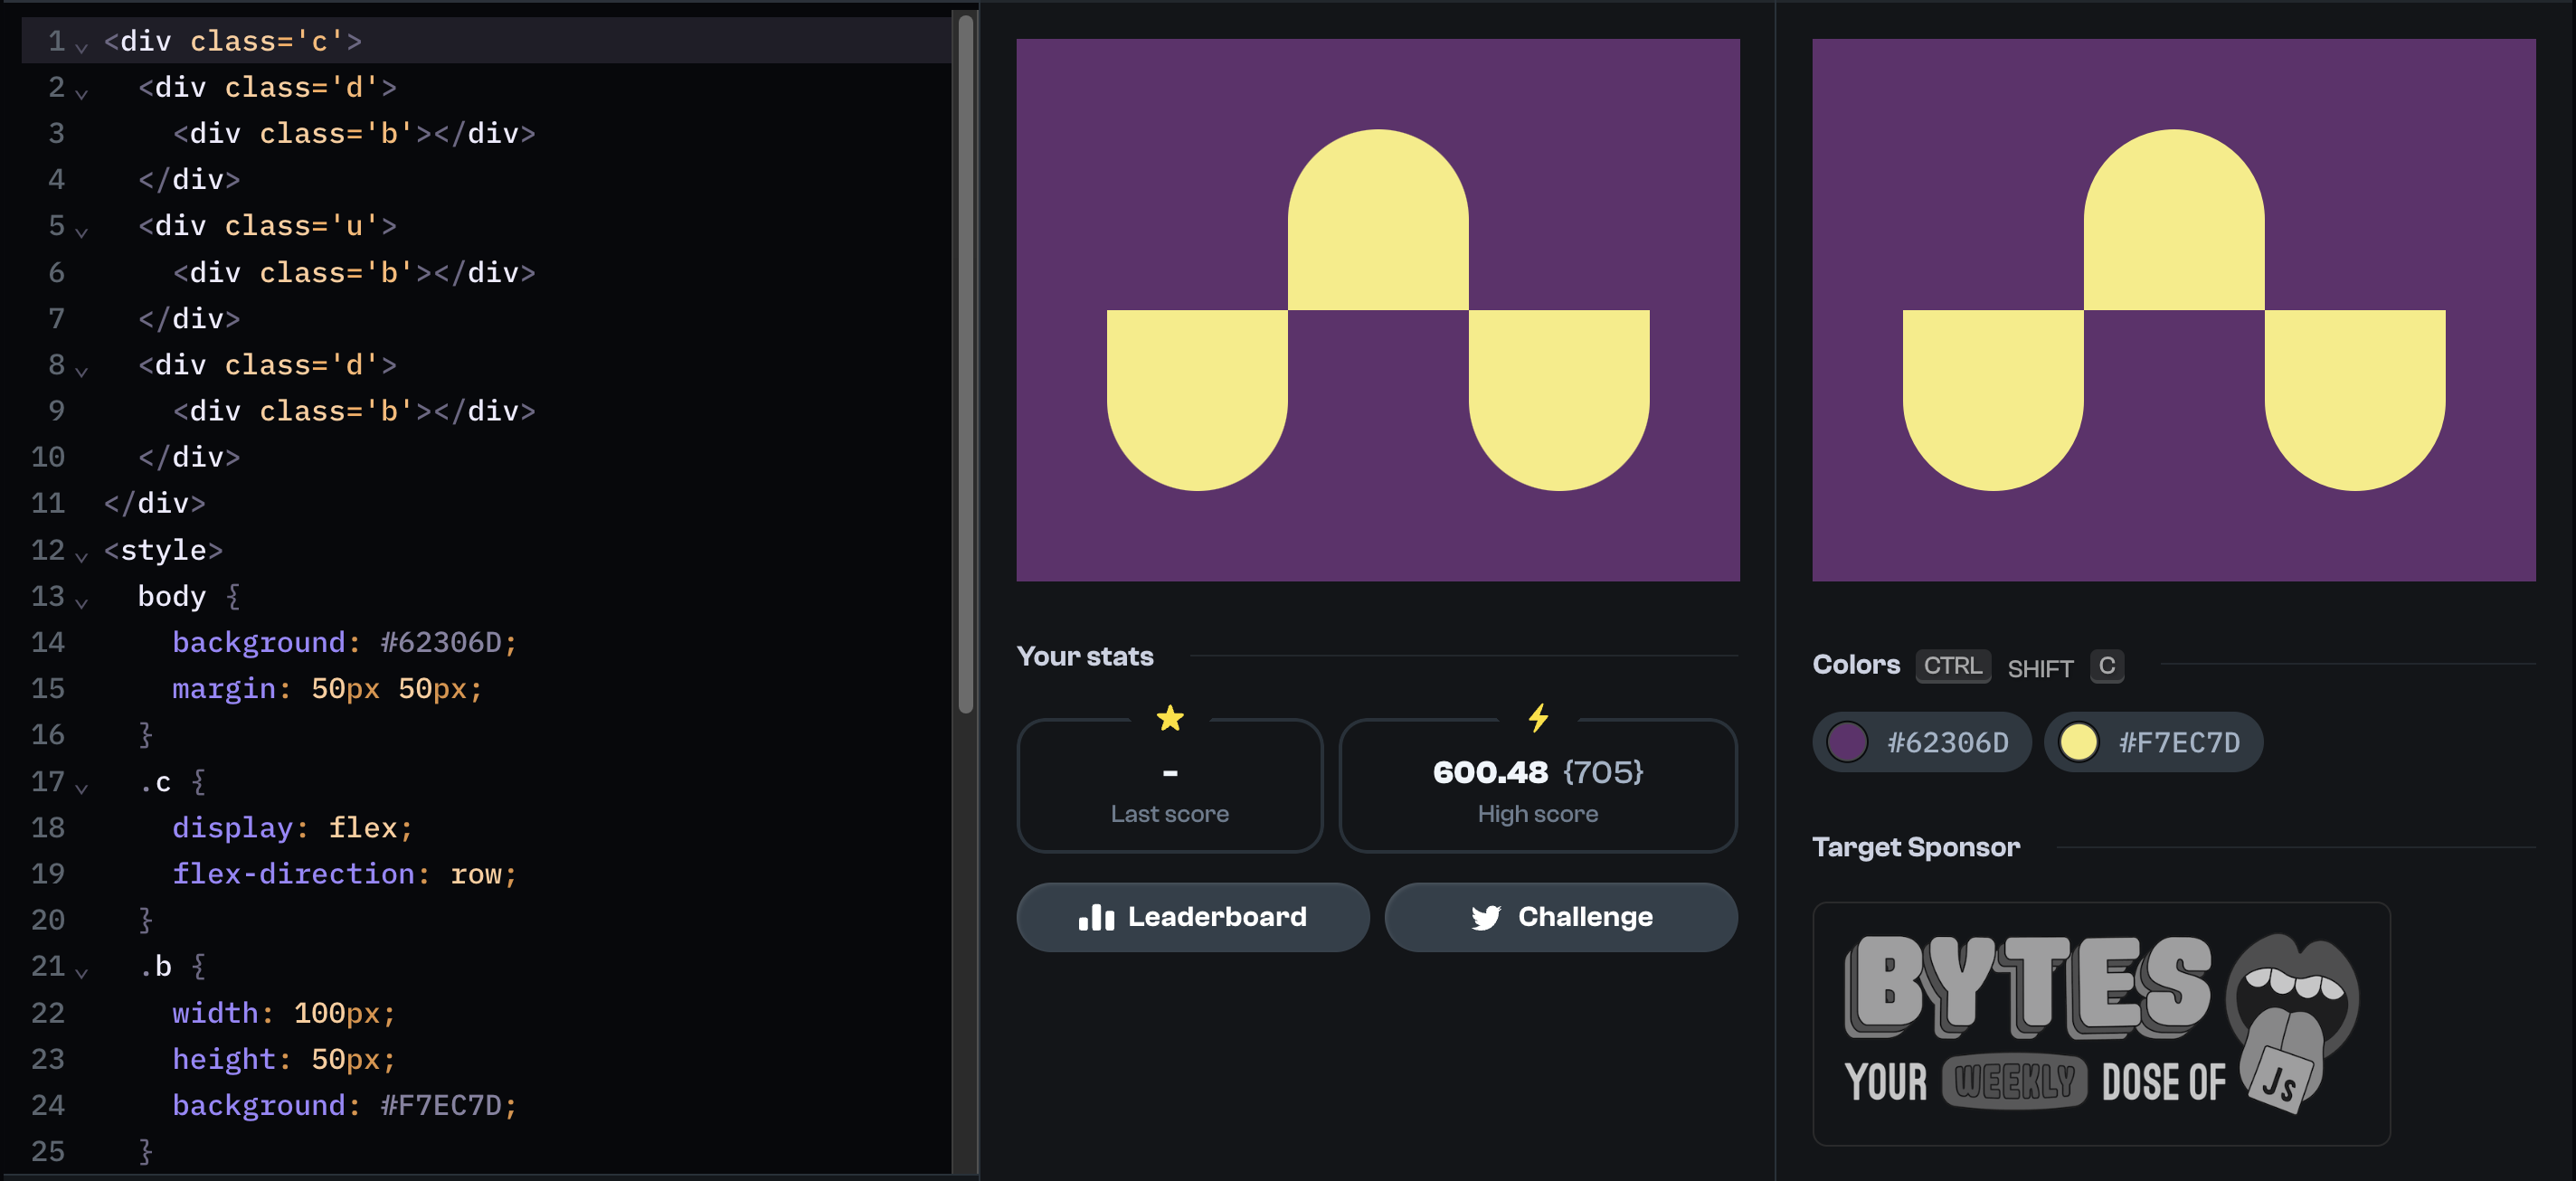 1 <div class='c'>
2 <div class='d'>
3 <div class='b'></div>
4 </div>
5 <div class='u'>
6 <div class='b'></div>
7 </div>
8 <div class='d'>
9 <div class='b'></div>
10 </div>
11 </div>
12 <style>
13 body {
14 background: #62306D;
15 margin: 50px 50px;
16 }
17 .c {
18 display: flex;
19 flex-direction: row;
20 }
21 .b {
22 width: 100px;
23 height: 50px;
24 background: #F7EC7D;
25 }
Your stats
-
Last score
600.48 {705}
High score
Leaderboard
Challenge
Colors CTRL SHIFT C
#62306D
#F7EC7D
Target Sponsor
BYTES
YOUR WEEKLY DOSE OF
Js